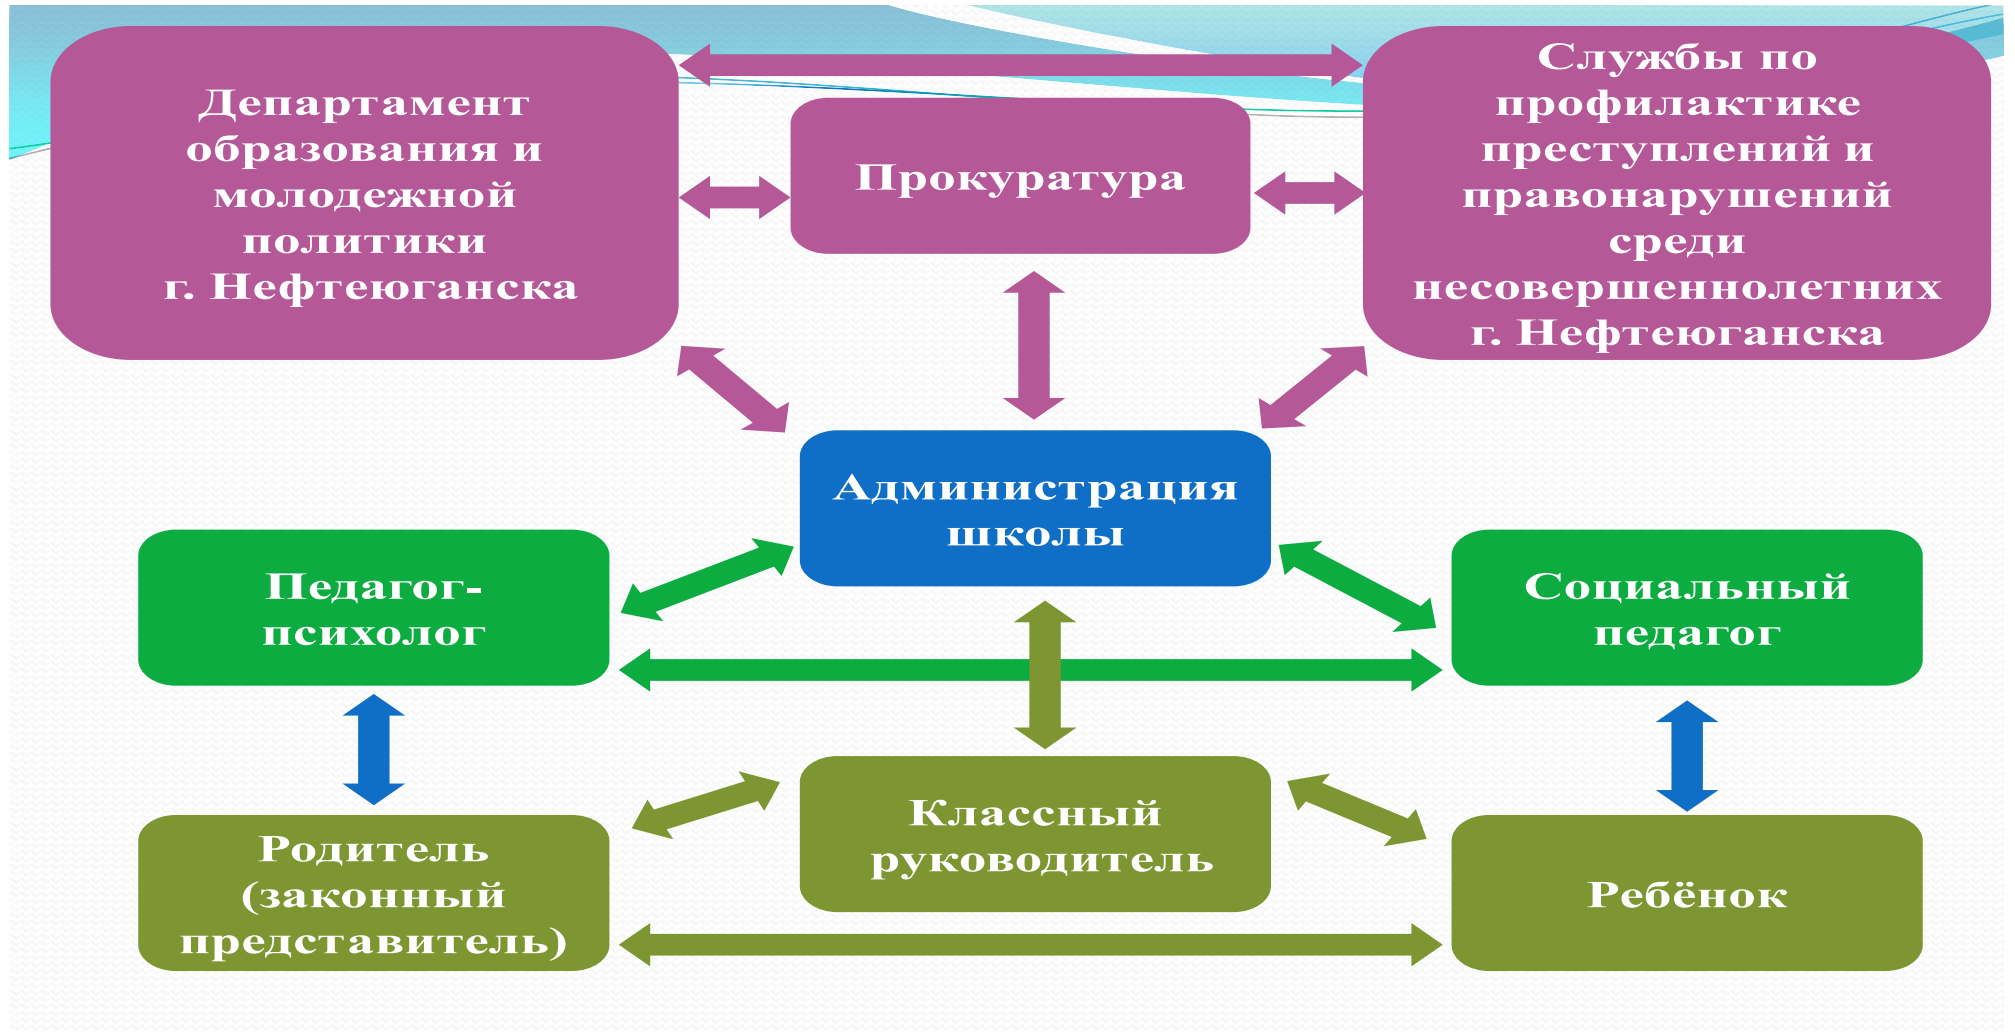 Департамент
образования и
молодежной
политики
г. Нефтеюганска
Прокуратура
Службы по
профилактике
преступлений и
правонарушений
среди
несовершеннолетних
г. Нефтеюганска
Администрация
школы
Педагог-
психолог
Социальный
педагог
Родитель
(законный
представитель)
Классный
руководитель
Ребёнок